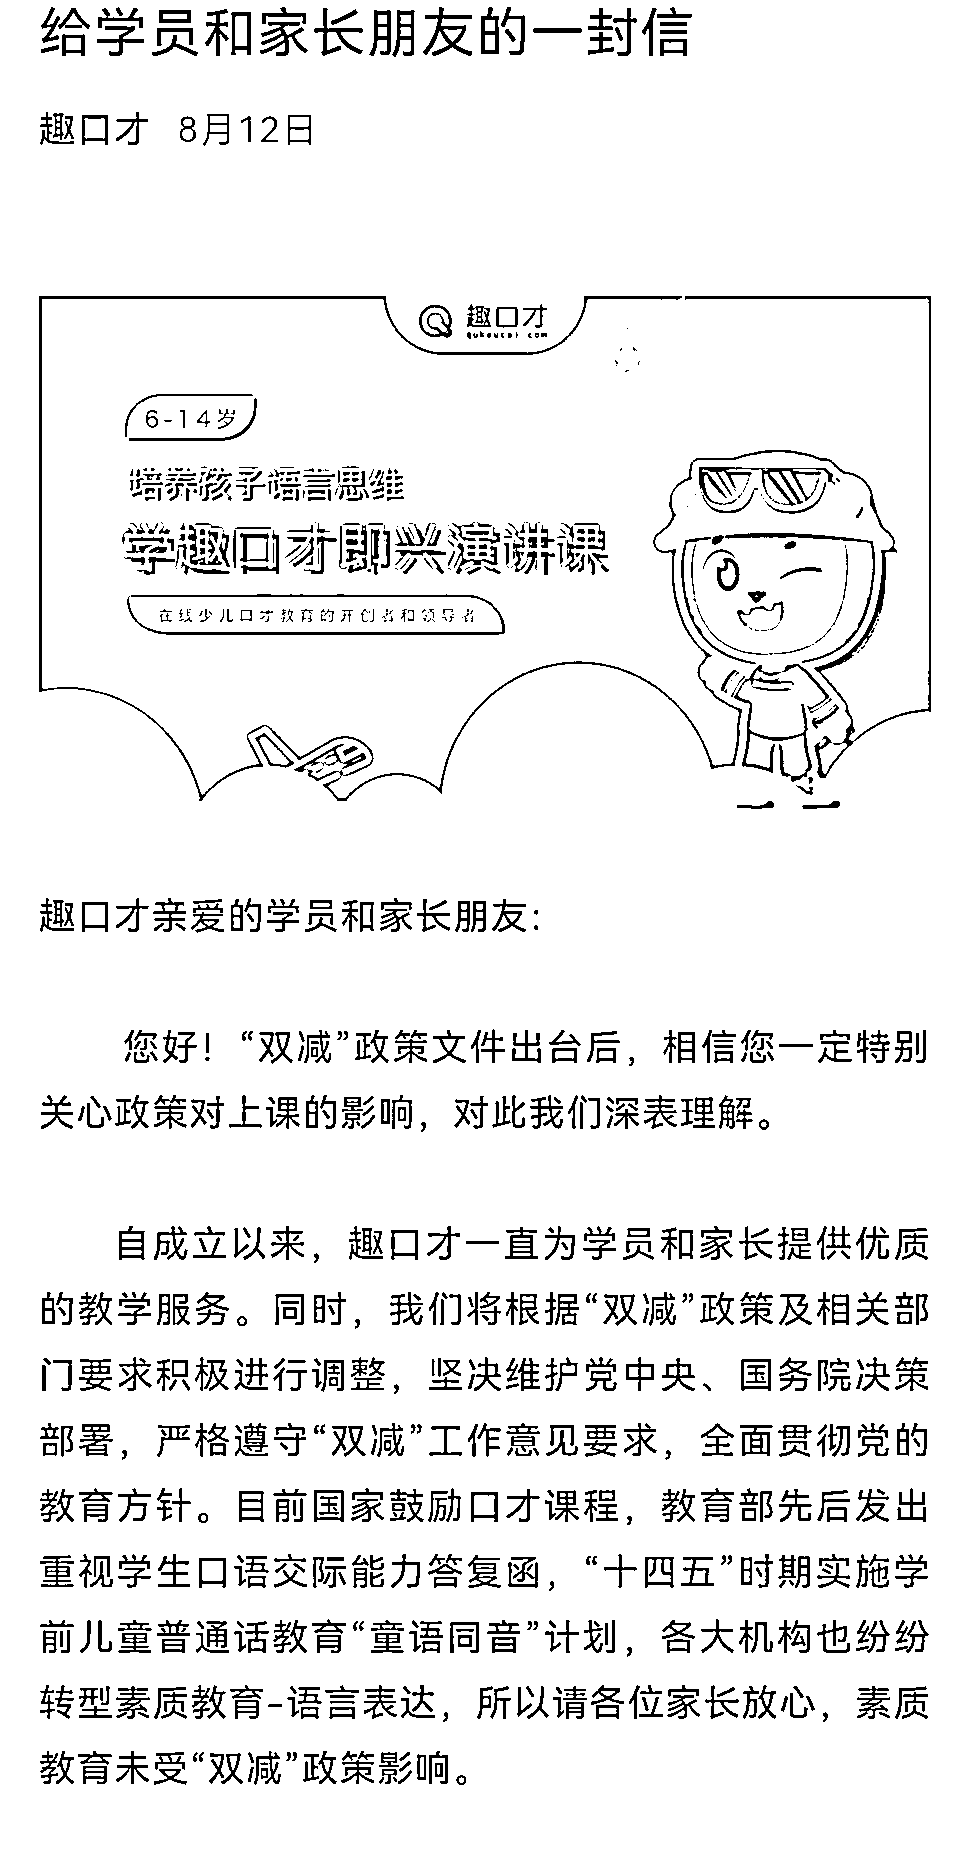 给学员和家长朋友的一封信
趣口才 8月12日
趣口才
qukoucai.com
6-14岁
培养孩子语言思维
学趣口才即兴演讲课
在线少儿口才教育的开创者和领导者
趣口才亲爱的学员和家长朋友：
您好！“双减”政策文件出台后，相信您一定特别
关心政策对上课的影响，对此我们深表理解。
自成立以来，趣口才一直为学员和家长提供优质
的教学服务。同时，我们将根据“双减”政策及相关部
门要求积极进行调整，坚决维护党中央、国务院决策
部署，严格遵守“双减”工作意见要求，全面贯彻党的
教育方针。目前国家鼓励口才课程，教育部先后发出
重视学生口语交际能力答复函，“十四五”时期实施学
前儿童普通话教育“童语同音”计划，各大机构也纷纷
转型素质教育-语言表达，所以请各位家长放心，素质
教育未受“双减”政策影响。